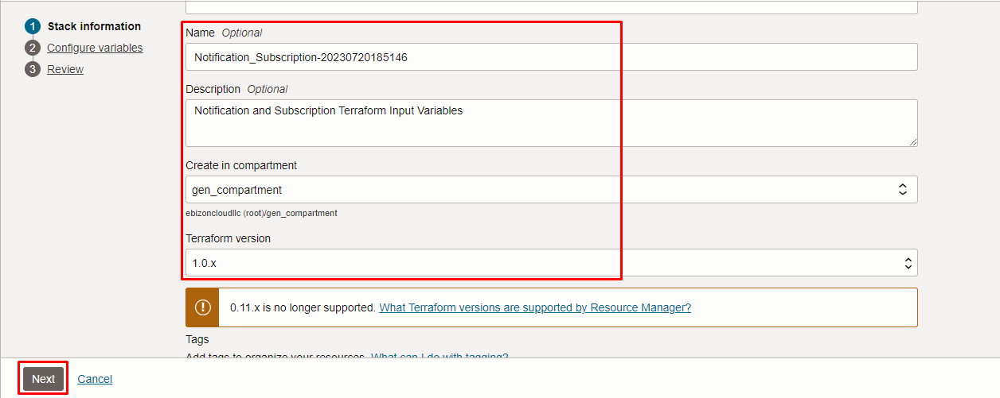 1 Stack information
2 Configure variables
3 Review
Name Optional
Notification_Subscription-20230720185146
Description Optional
Notification and Subscription Terraform Input Variables
Create in compartment
gen_compartment
ebizoncloudllc (root)/gen_compartment
Terraform version
1.0.x
0.11.x is no longer supported. What Terraform versions are supported by Resource Manager?
Tags
Add tags to organize your resources. What can I do with tagging?
Next Cancel